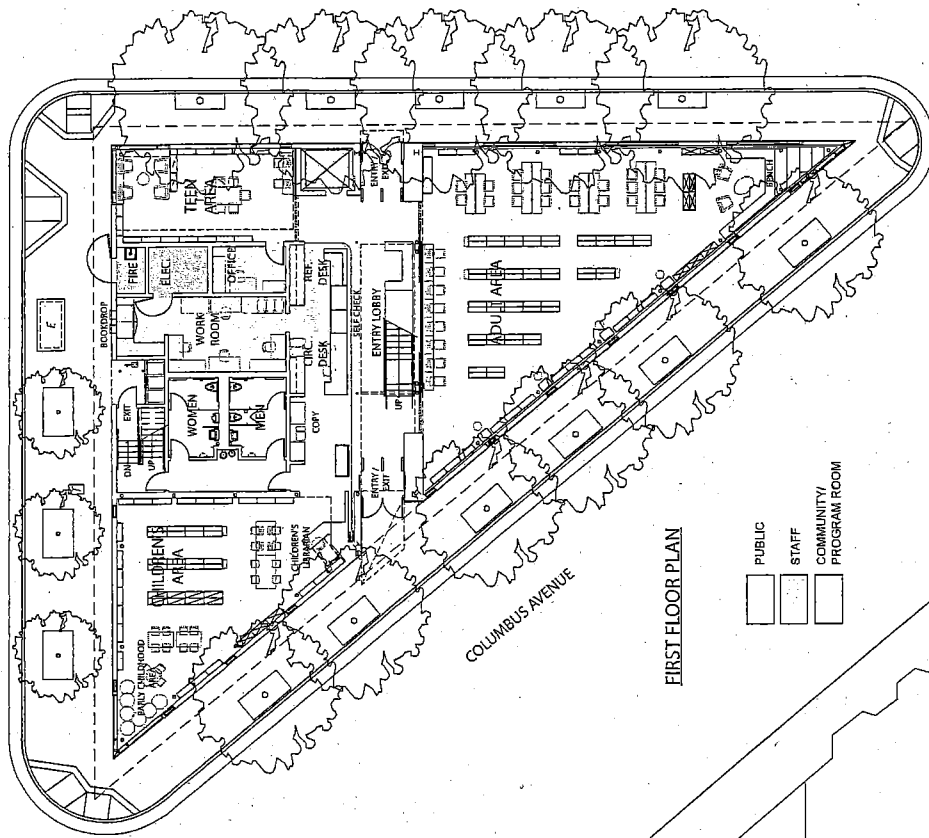 TEEN
AREA
ENTRY/
EXIT
H
BENCH
FIRE
ELEC.
OFFICE
REF.
DESK
BOOKDROP
WORK
ROOM
CIRC.
DESK
SELF CHECK
ENTRY LOBBY
ADULT AREA
E
EXIT
DN
UP
WOMEN
MEN
COPY
UP
ENTRY /
EXIT
CHILDREN'S
AREA
CHILDREN'S
LIBRARIAN
EARLY CHILDHOOD
AREA
COLUMBUS AVENUE
FIRST FLOOR PLAN
PUBLIC
STAFF
COMMUNITY/
PROGRAM ROOM